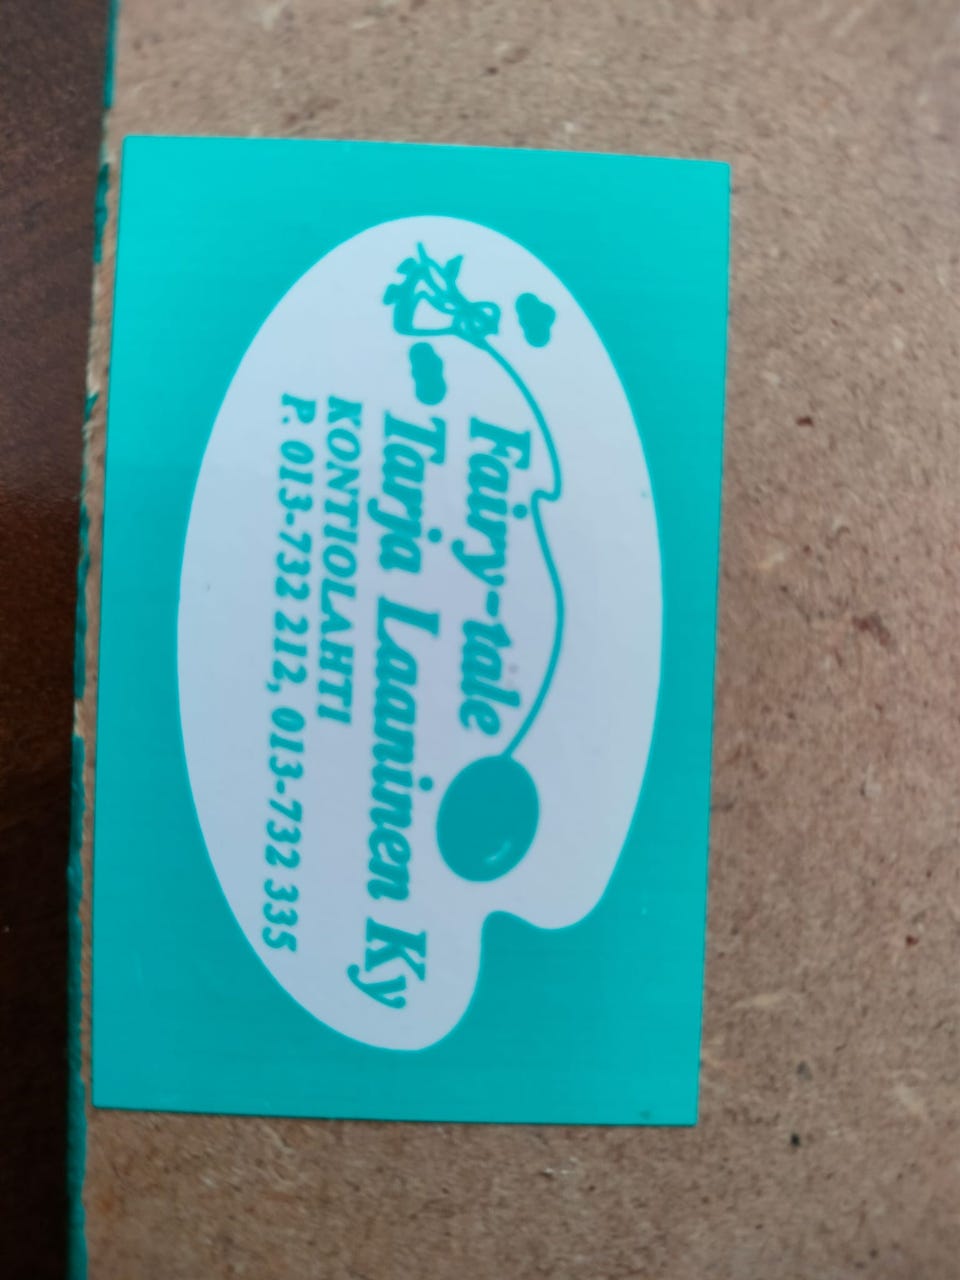 Fairy-tale
Tarja Laaninen Ky
KONTIOLAHTI
P. 013-732 212, 013-732 335